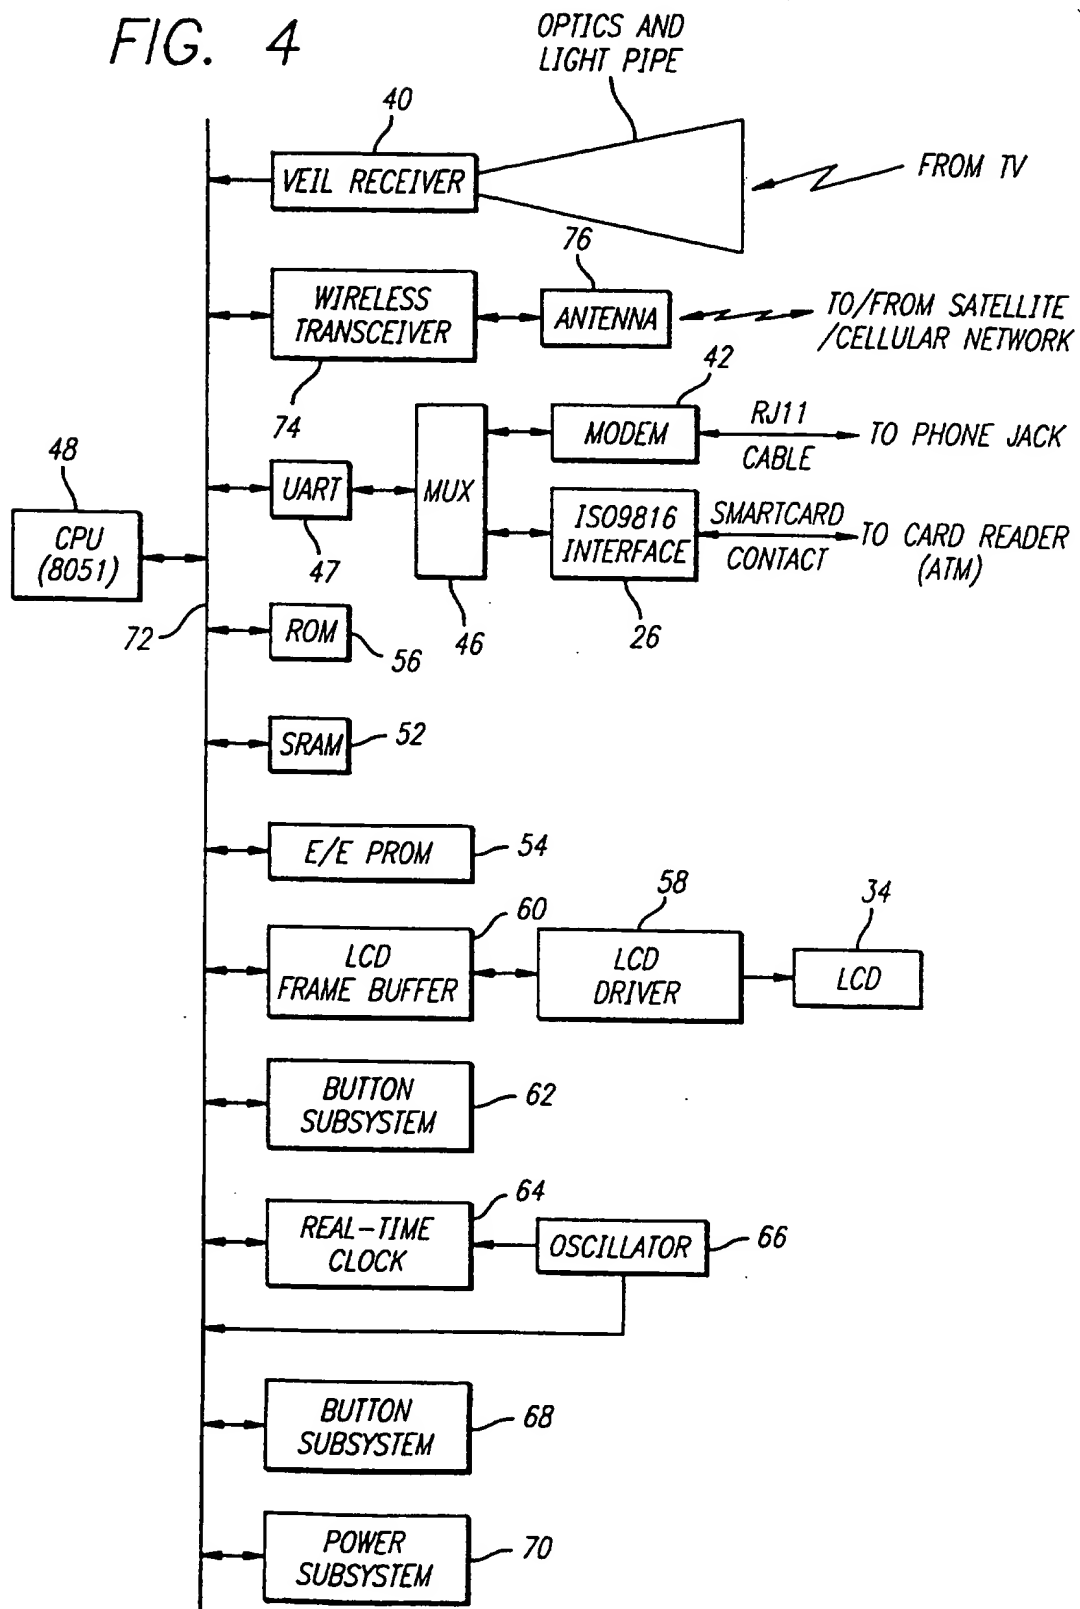 FIG. 4
OPTICS AND
LIGHT PIPE
40
VEIL RECEIVER
FROM TV
76
WIRELESS
TRANSCEIVER
ANTENNA
TO/FROM SATELLITE
/CELLULAR NETWORK
74
42
MODEM
RJ11
CABLE
TO PHONE JACK
48
CPU
(8051)
UART
47
MUX
46
ISO9816
INTERFACE
SMARTCARD
CONTACT
TO CARD READER
(ATM)
26
72
ROM
56
SRAM
52
E/E PROM
54
60
LCD
FRAME BUFFER
58
LCD
DRIVER
34
LCD
BUTTON
SUBSYSTEM
62
64
REAL-TIME
CLOCK
OSCILLATOR
66
BUTTON
SUBSYSTEM
68
POWER
SUBSYSTEM
70